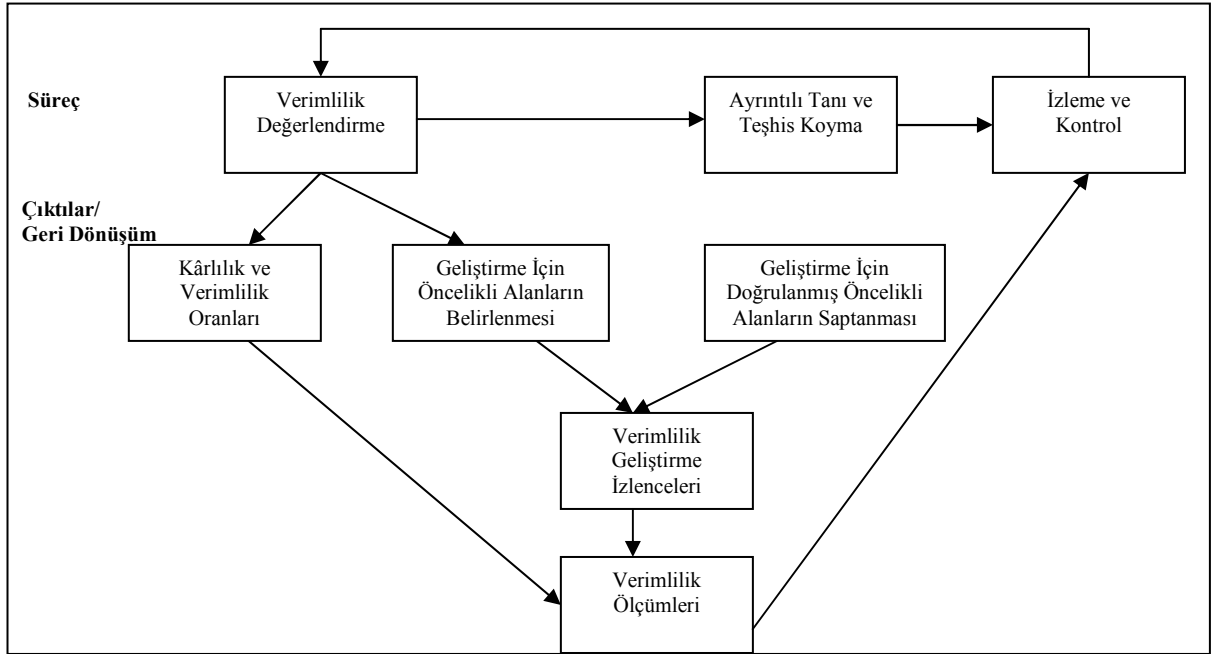 Süreç
Verimlilik
Değerlendirme
Ayrıntılı Tanı ve
Teşhis Koyma
İzleme ve
Kontrol
Çıktılar/
Geri Dönüşüm
Kârlılık ve
Verimlilik
Oranları
Geliştirme İçin
Öncelikli Alanların
Belirlenmesi
Geliştirme İçin
Doğrulanmış Öncelikli
Alanların Saptanması
Verimlilik
Geliştirme
İzlenceleri
Verimlilik
Ölçümleri